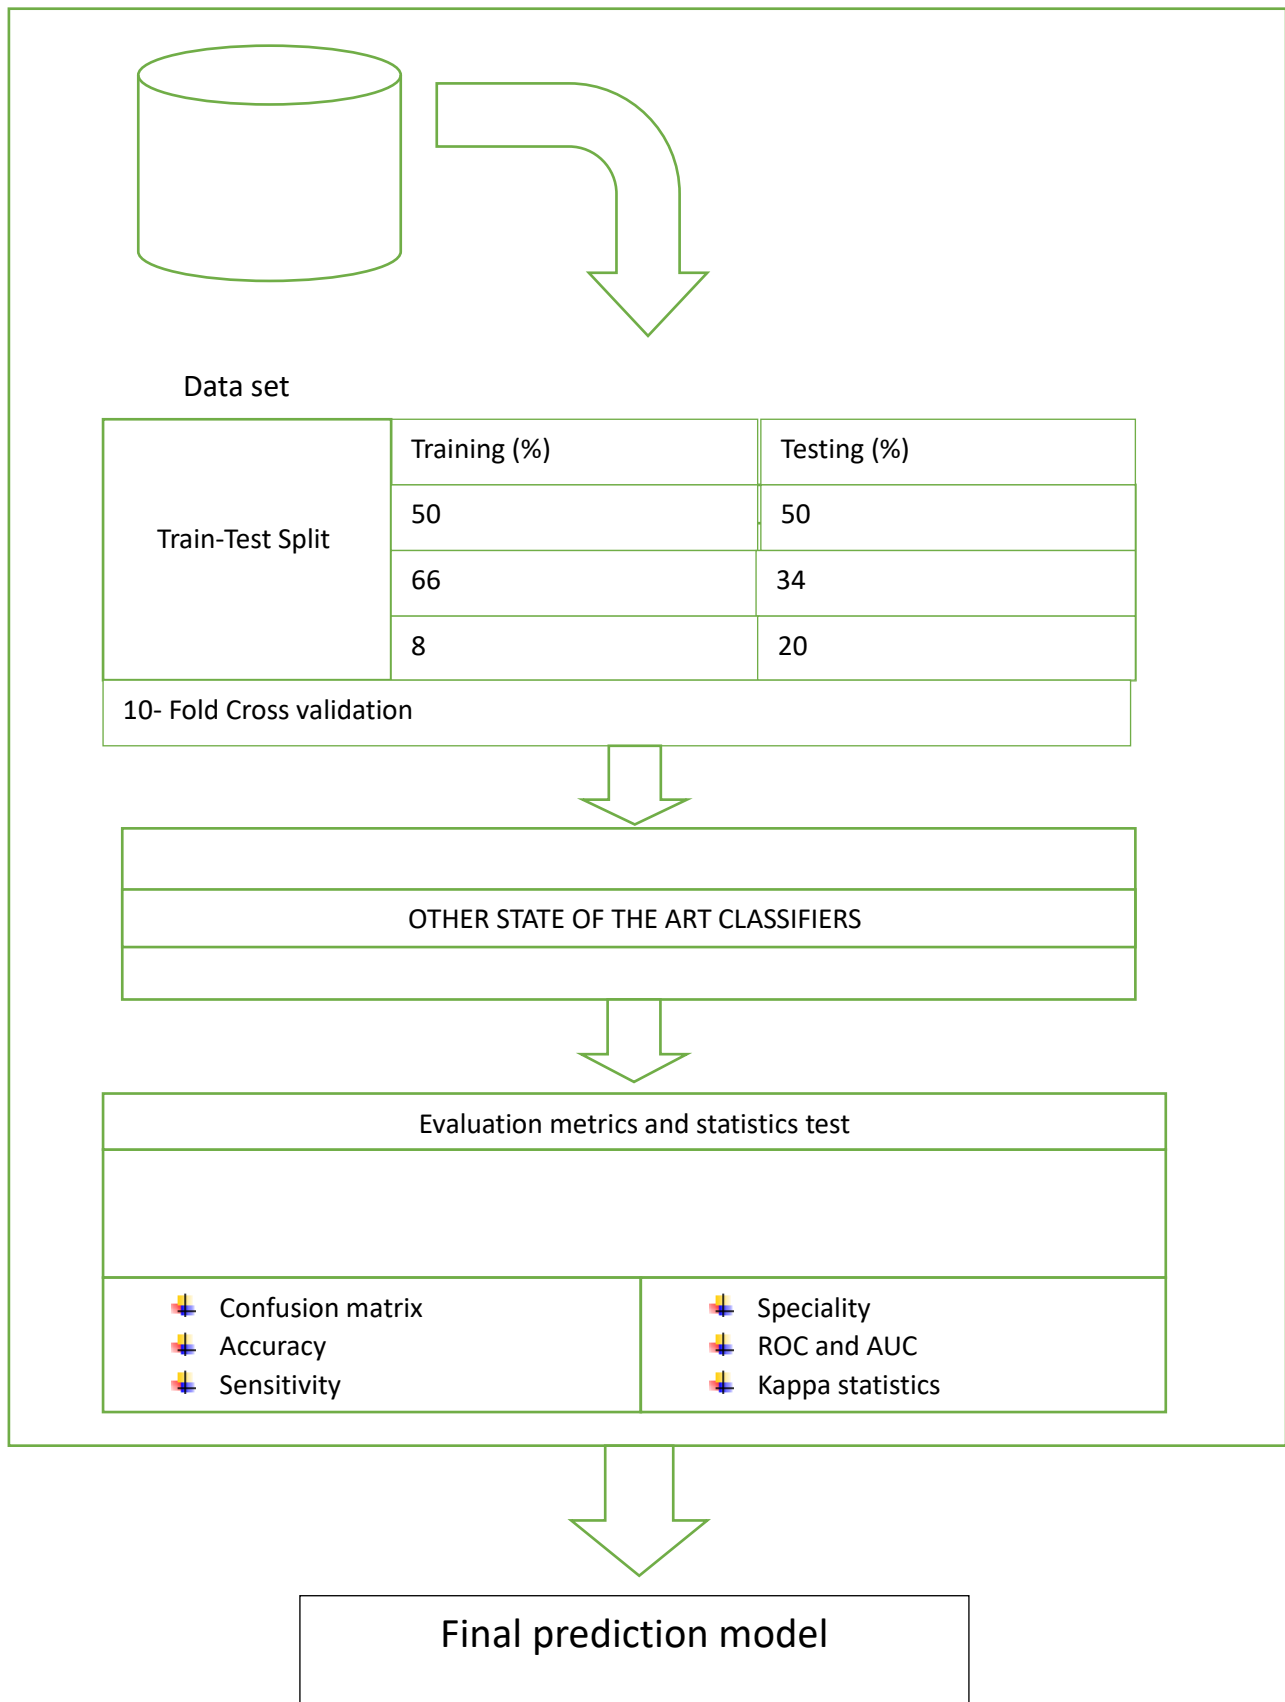 Data set
Training (%)
Testing (%)
Train-Test Split
50
50
66
34
8
20
10- Fold Cross validation
OTHER STATE OF THE ART CLASSIFIERS
Evaluation metrics and statistics test
Confusion matrix
Accuracy
Sensitivity
Speciality
ROC and AUC
Kappa statistics
Final prediction model